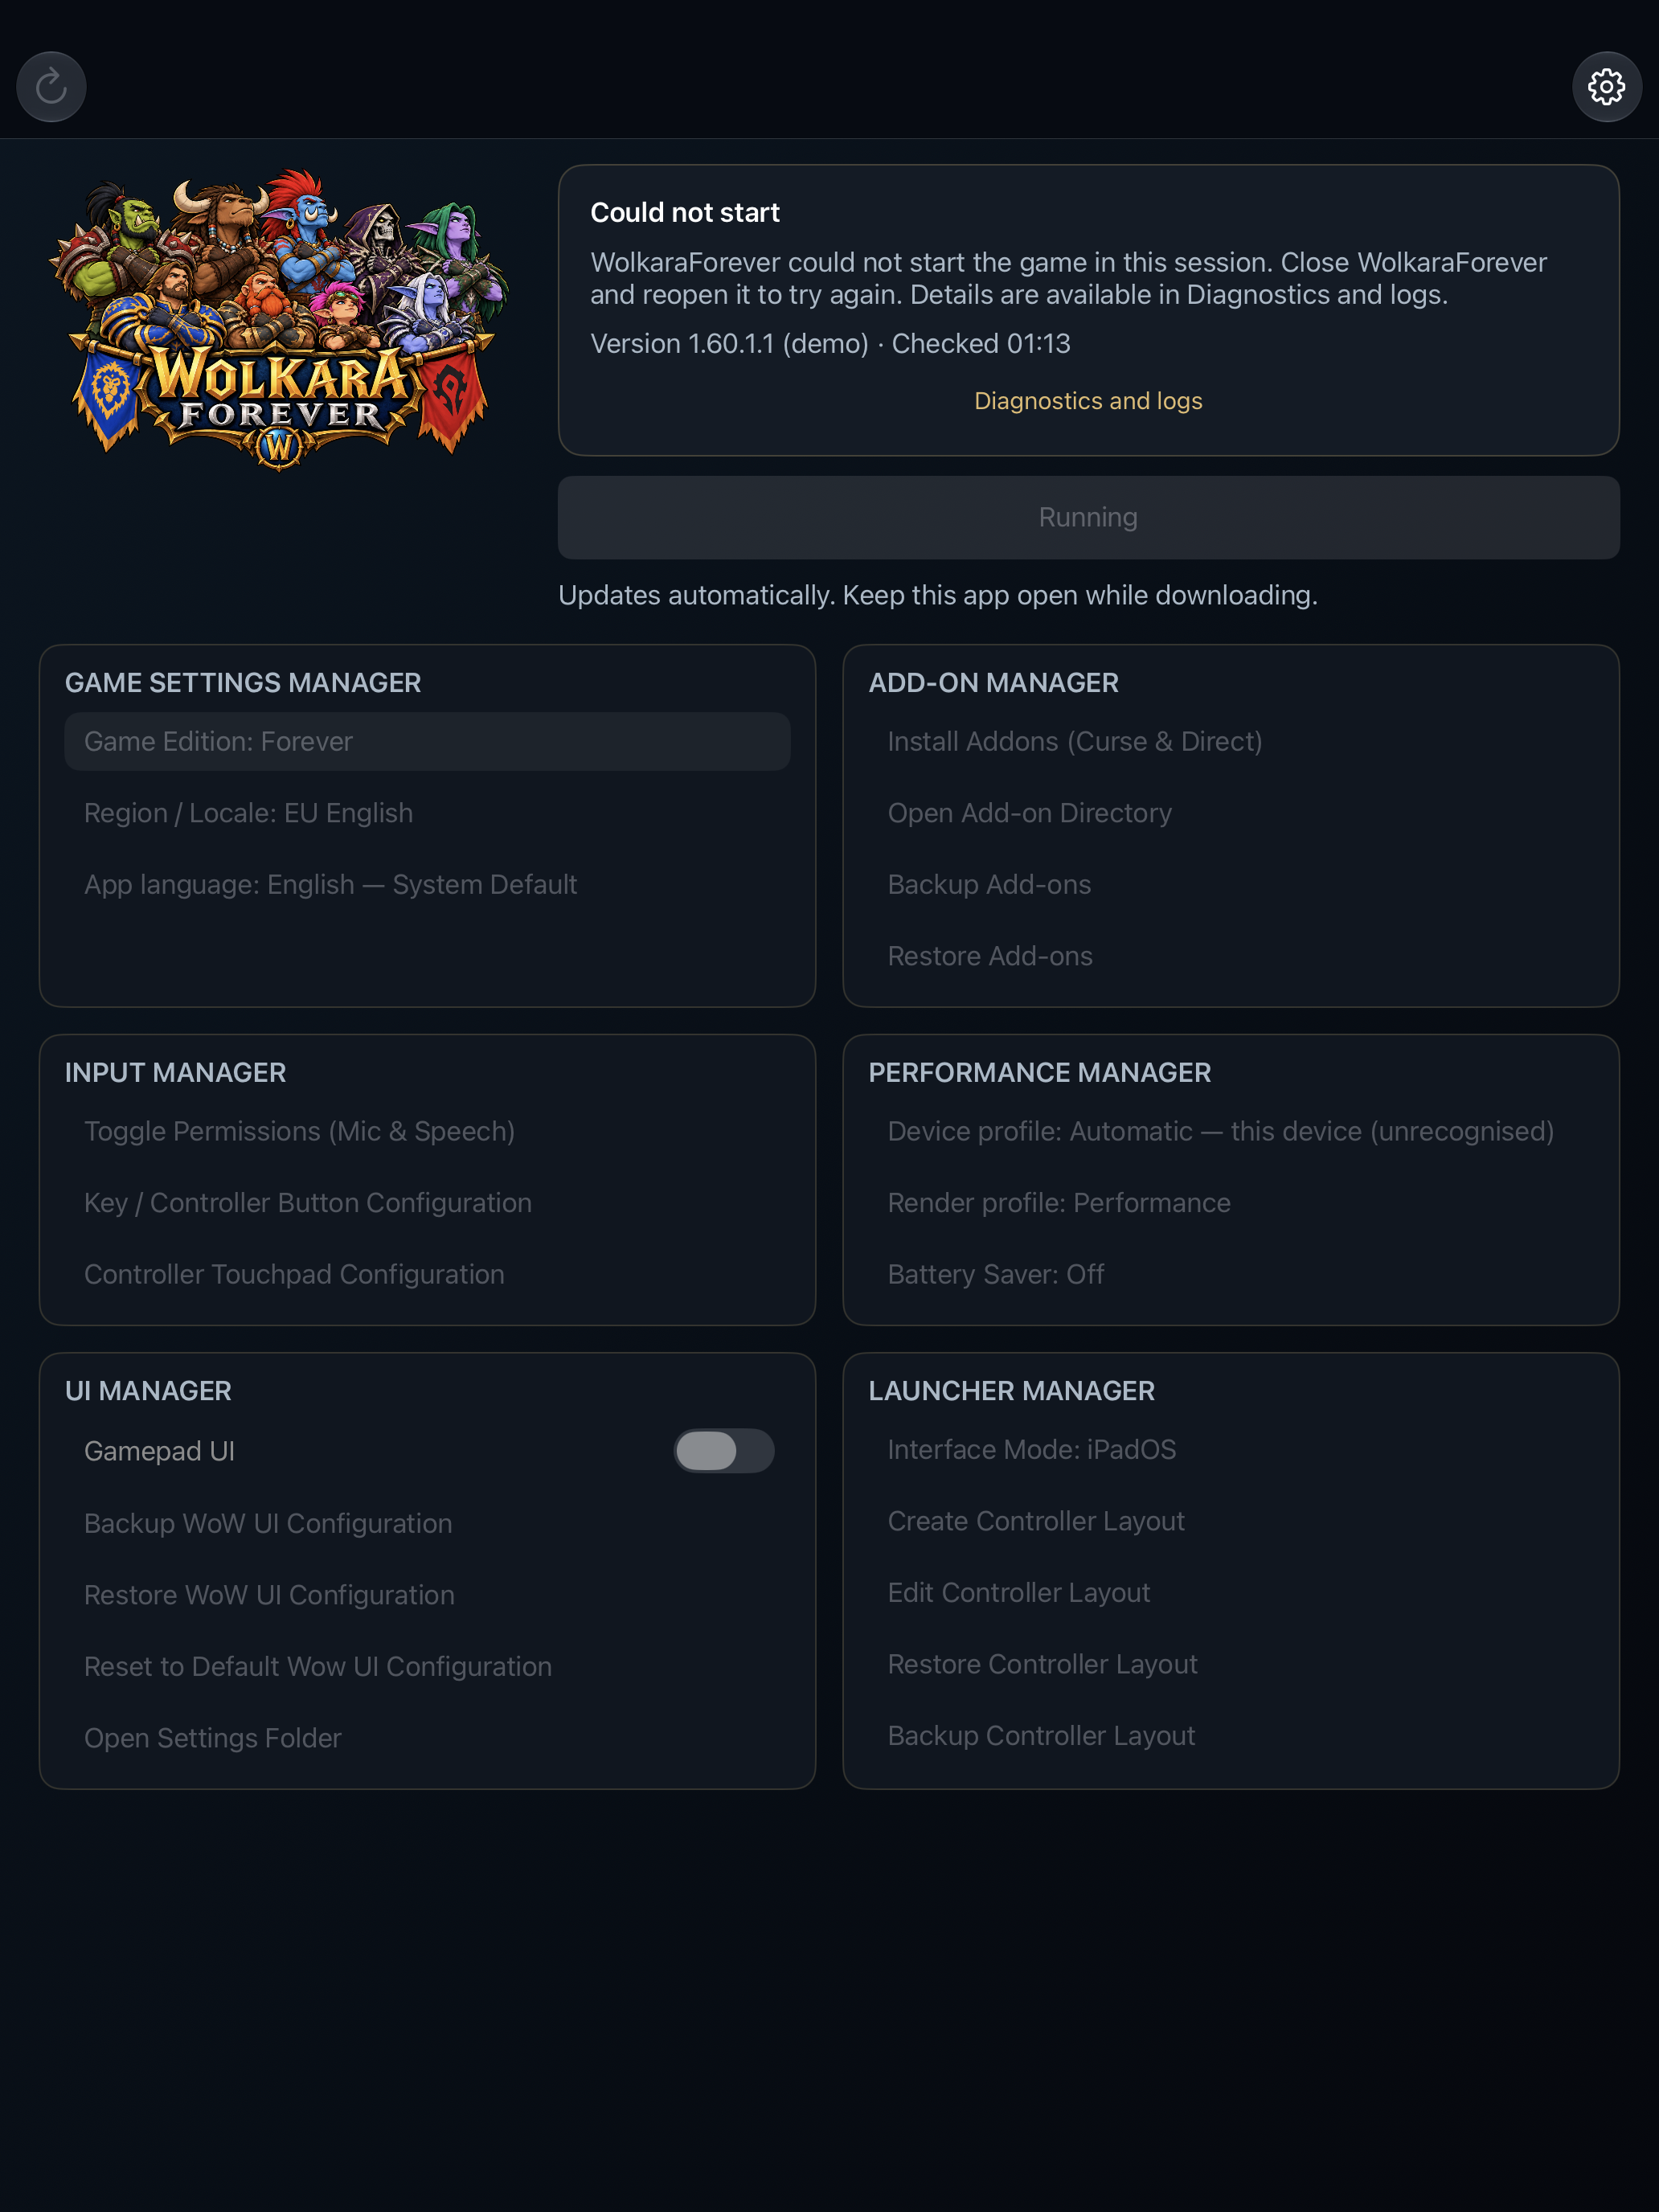 WOLKARA
FOREVER
W
Could not start
WolkaraForever could not start the game in this session. Close WolkaraForever
and reopen it to try again. Details are available in Diagnostics and logs.
Version 1.60.1.1 (demo) · Checked 01:13
Diagnostics and logs
Running
Updates automatically. Keep this app open while downloading.
GAME SETTINGS MANAGER
Game Edition: Forever
Region / Locale: EU English
App language: English — System Default
ADD-ON MANAGER
Install Addons (Curse & Direct)
Open Add-on Directory
Backup Add-ons
Restore Add-ons
INPUT MANAGER
Toggle Permissions (Mic & Speech)
Key / Controller Button Configuration
Controller Touchpad Configuration
PERFORMANCE MANAGER
Device profile: Automatic — this device (unrecognised)
Render profile: Performance
Battery Saver: Off
UI MANAGER
Gamepad UI
Backup WoW UI Configuration
Restore WoW UI Configuration
Reset to Default Wow UI Configuration
Open Settings Folder
LAUNCHER MANAGER
Interface Mode: iPadOS
Create Controller Layout
Edit Controller Layout
Restore Controller Layout
Backup Controller Layout